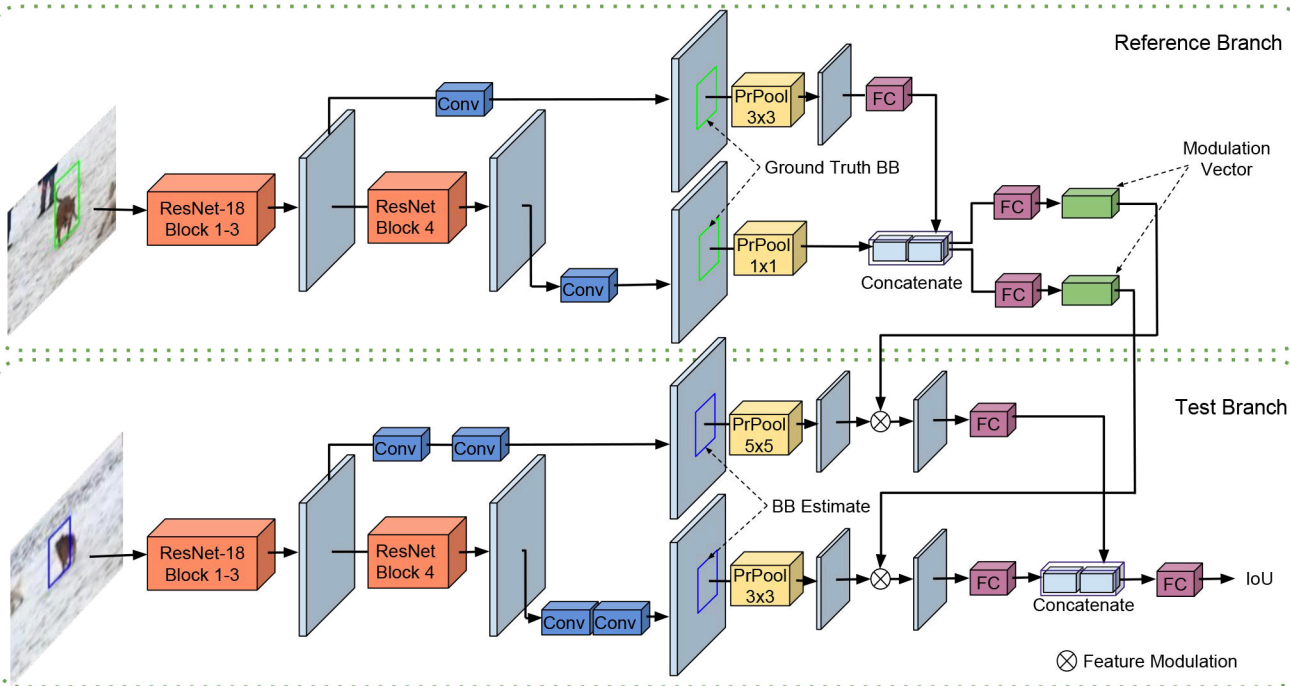 Reference Branch
Conv
PrPool
3x3
FC
Ground Truth BB
Modulation
Vector
ResNet-18
Block 1-3
ResNet
Block 4
PrPool
1x1
FC
Concatenate
Conv
FC
Test Branch
Conv
Conv
PrPool
5x5
FC
BB Estimate
ResNet-18
Block 1-3
ResNet
Block 4
PrPool
3x3
FC
FC
IoU
Concatenate
Conv
Conv
Feature Modulation